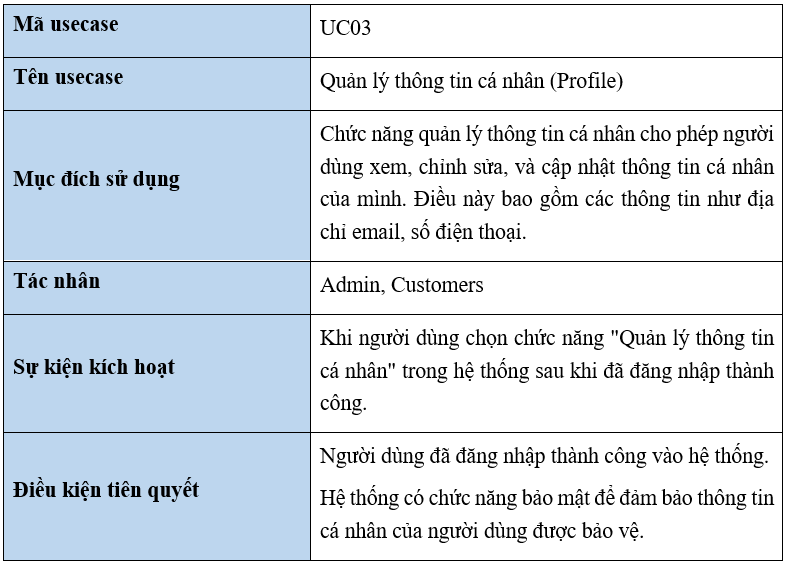 Mã usecase
UC03
Tên usecase
Quản lý thông tin cá nhân (Profile)
Mục đích sử dụng
Chức năng quản lý thông tin cá nhân cho phép người
dùng xem, chỉnh sửa, và cập nhật thông tin cá nhân
của mình. Điều này bao gồm các thông tin như địa
chỉ email, số điện thoại.
Tác nhân
Admin, Customers
Sự kiện kích hoạt
Khi người dùng chọn chức năng "Quản lý thông tin
cá nhân" trong hệ thống sau khi đã đăng nhập thành
công.
Điều kiện tiên quyết
Người dùng đã đăng nhập thành công vào hệ thống.
Hệ thống có chức năng bảo mật để đảm bảo thông tin
cá nhân của người dùng được bảo vệ.